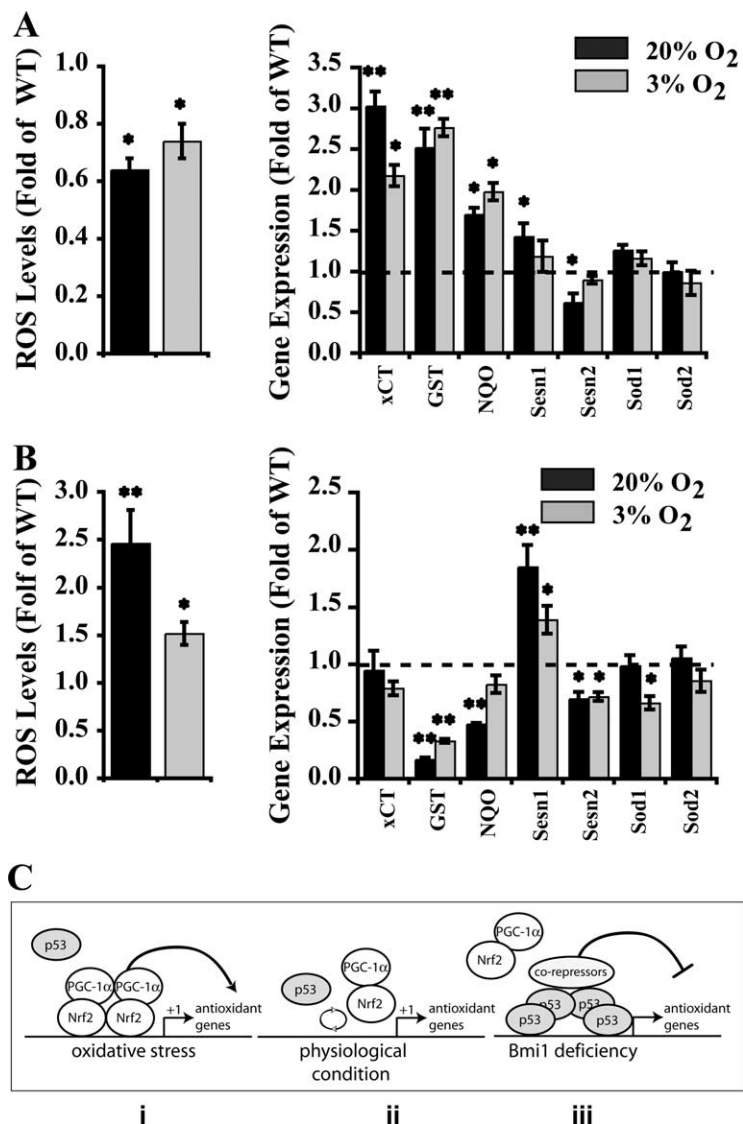 A
ROS Levels (Fold of WT)
1.0
0.8
0.6
0.4
0.2
0.0
*
*
Gene Expression (Fold of WT)
3.5
3.0
2.5
2.0
1.5
1.0
0.5
0.0
** * ** ** * * * *
20% O2
3% O2
xCT
GST
NQO
Sesn1
Sesn2
Sod1
Sod2
B
ROS Levels (Folf of WT)
3.0
2.5
2.0
1.5
1.0
0.5
0.0
**
*
Gene Expression (Fold of WT)
2.5
2.0
1.5
1.0
0.5
0.0
** ** ** ** * * * *
20% O2
3% O2
xCT
GST
NQO
Sesn1
Sesn2
Sod1
Sod2
C
p53
PGC-1α PGC-1α
Nrf2 Nrf2
+1
antioxidant
genes
oxidative stress
i
PGC-1α
p53
Nrf2
+1
antioxidant
genes
physiological
condition
ii
PGC-1α
Nrf2
co-repressors
p53 p53
p53 p53
antioxidant
genes
Bmi1 deficiency
iii